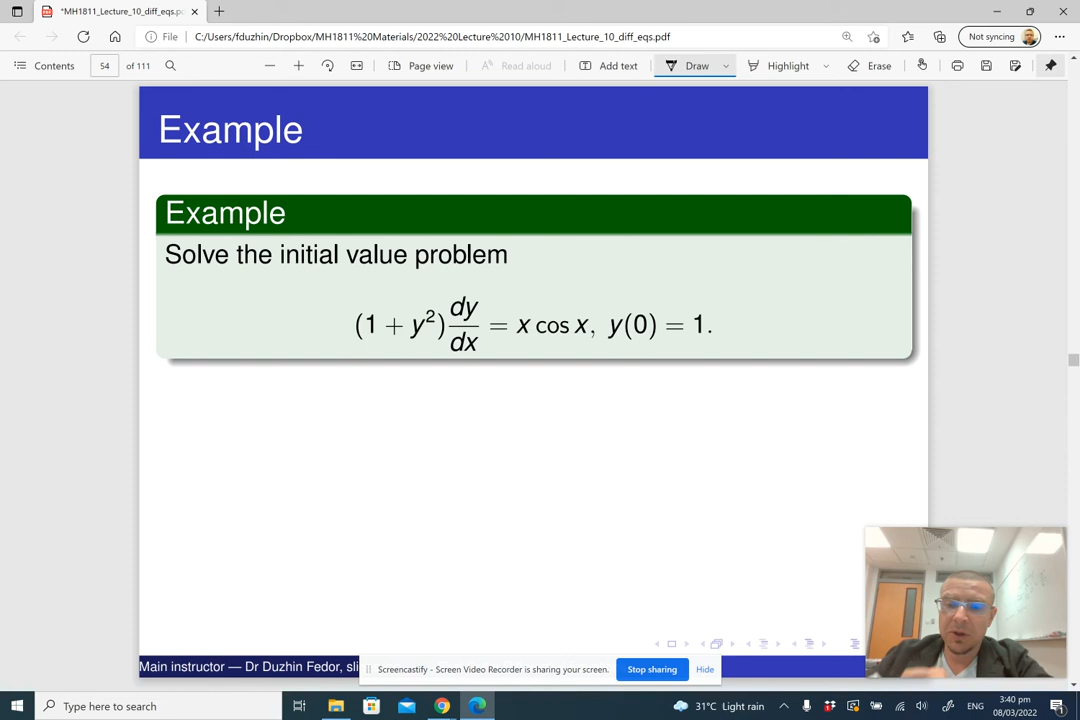 *MH1811_Lecture_10_diff_eqs.p
File C:/Users/fduzhin/Dropbox/MH1811%20Materials/2022%20Lecture%2010/MH1811_Lecture_10_diff_eqs.pdf Not syncing
Contents 54 of 111 Page view Read aloud Add text Draw Highlight Erase
Example
Example
Solve the initial value problem
(1 + y²) dy/dx = x cos x, y(0) = 1.
Main instructor — Dr Duzhin Fedor, sli
Screencastify - Screen Video Recorder is sharing your screen. Stop sharing Hide
Type here to search 31°C Light rain ENG 3:40 pm
08/03/2022